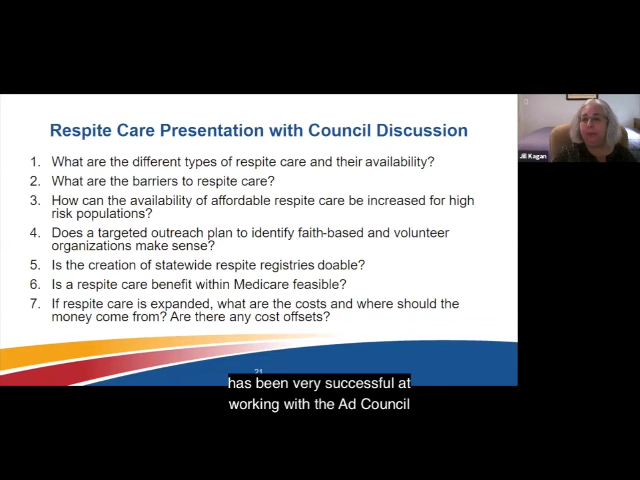 Respite Care Presentation with Council Discussion
1. What are the different types of respite care and their availability?
2. What are the barriers to respite care?
3. How can the availability of affordable respite care be increased for high
risk populations?
4. Does a targeted outreach plan to identify faith-based and volunteer
organizations make sense?
5. Is the creation of statewide respite registries doable?
6. Is a respite care benefit within Medicare feasible?
7. If respite care is expanded, what are the costs and where should the
money come from? Are there any cost offsets?
Jill Kagan
21
has been very successful at
working with the Ad Council